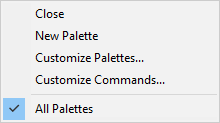 Close
New Palette
Customize Palettes...
Customize Commands...
All Palettes